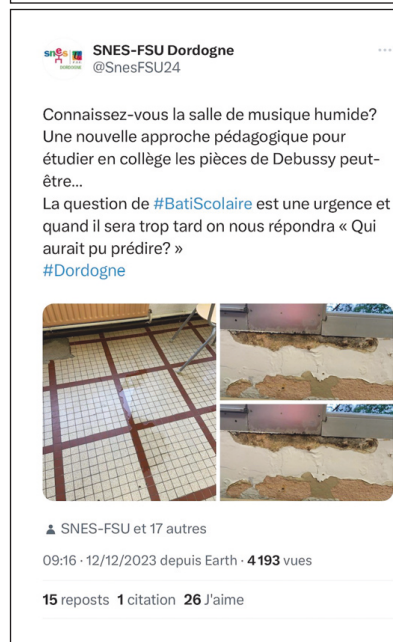 snes
fsu
DORDOGNE
SNES-FSU Dordogne
@SnesFSU24
...
Connaissez-vous la salle de musique humide?
Une nouvelle approche pédagogique pour
étudier en collège les pièces de Debussy peut-
être...
La question de #BatiScolaire est une urgence et
quand il sera trop tard on nous répondra « Qui
aurait pu prédire? »
#Dordogne
SNES-FSU et 17 autres
09:16 · 12/12/2023 depuis Earth · 4 193 vues
15 reposts 1 citation 26 J'aime